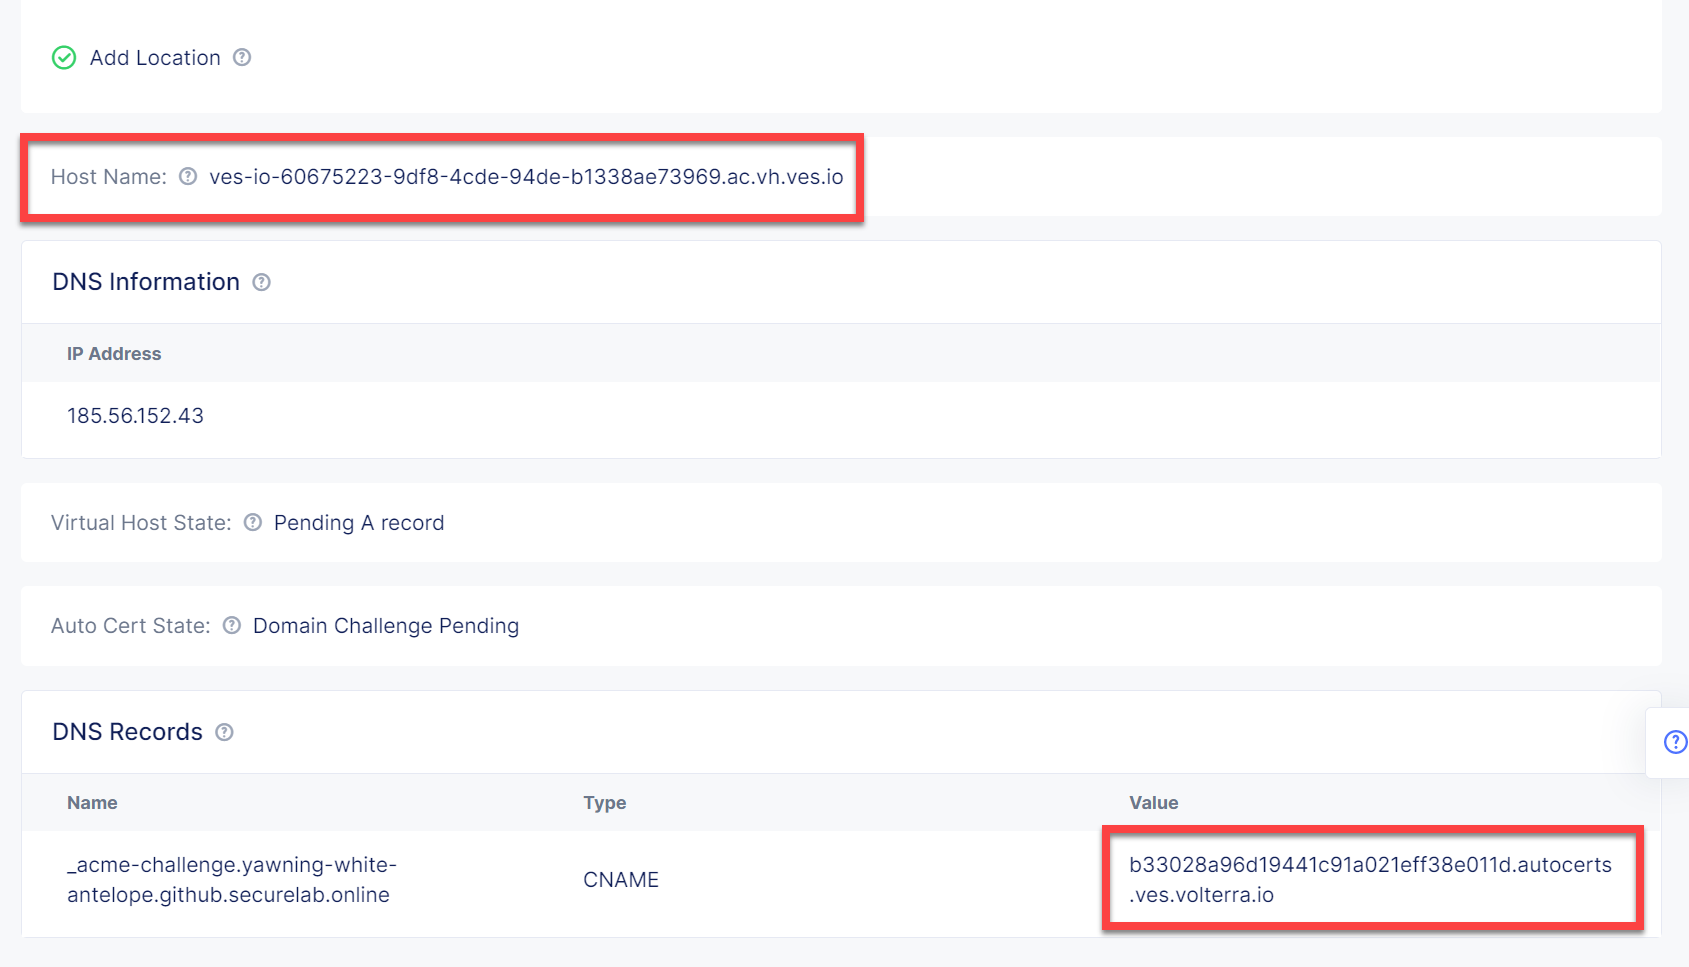 Add Location
Host Name: ves-io-60675223-9df8-4cde-94de-b1338ae73969.ac.vh.ves.io
DNS Information
IP Address
185.56.152.43
Virtual Host State: Pending A record
Auto Cert State: Domain Challenge Pending
DNS Records
Name Type Value
_acme-challenge.yawning-white-
antelope.github.securelab.online
CNAME
b33028a96d19441c91a021eff38e011d.autocerts
.ves.volterra.io